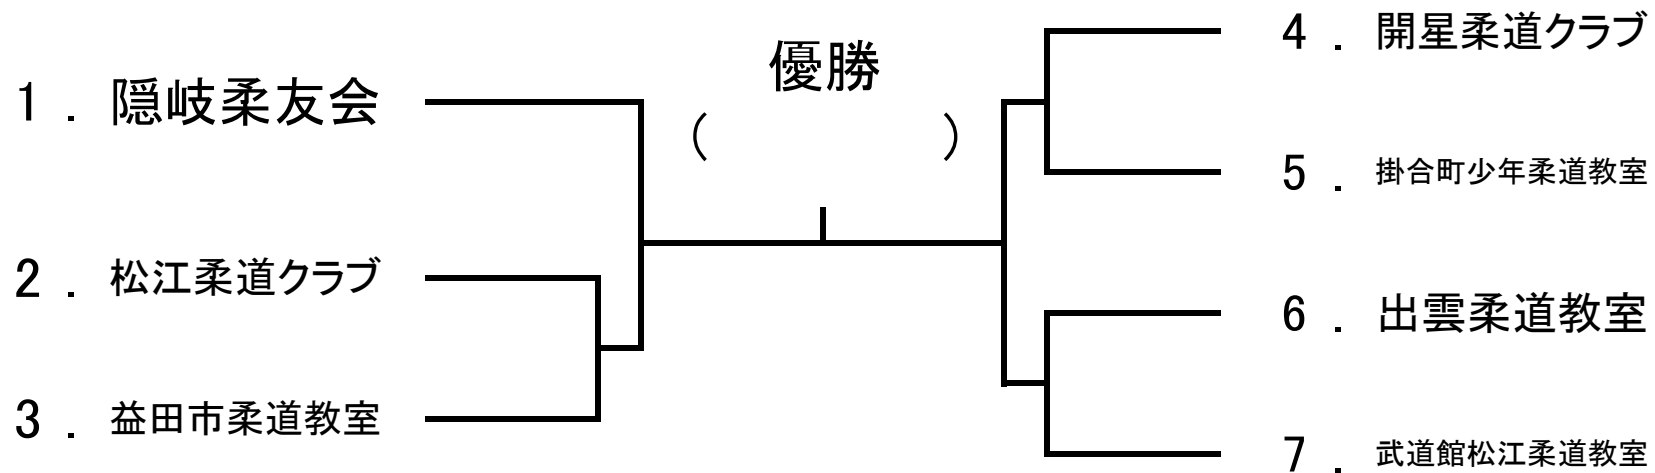 優勝
(　　　　)
1 . 隠岐柔友会
2 . 松江柔道クラブ
3 . 益田市柔道教室
4 . 開星柔道クラブ
5 . 掛合町少年柔道教室
6 . 出雲柔道教室
7 . 武道館松江柔道教室